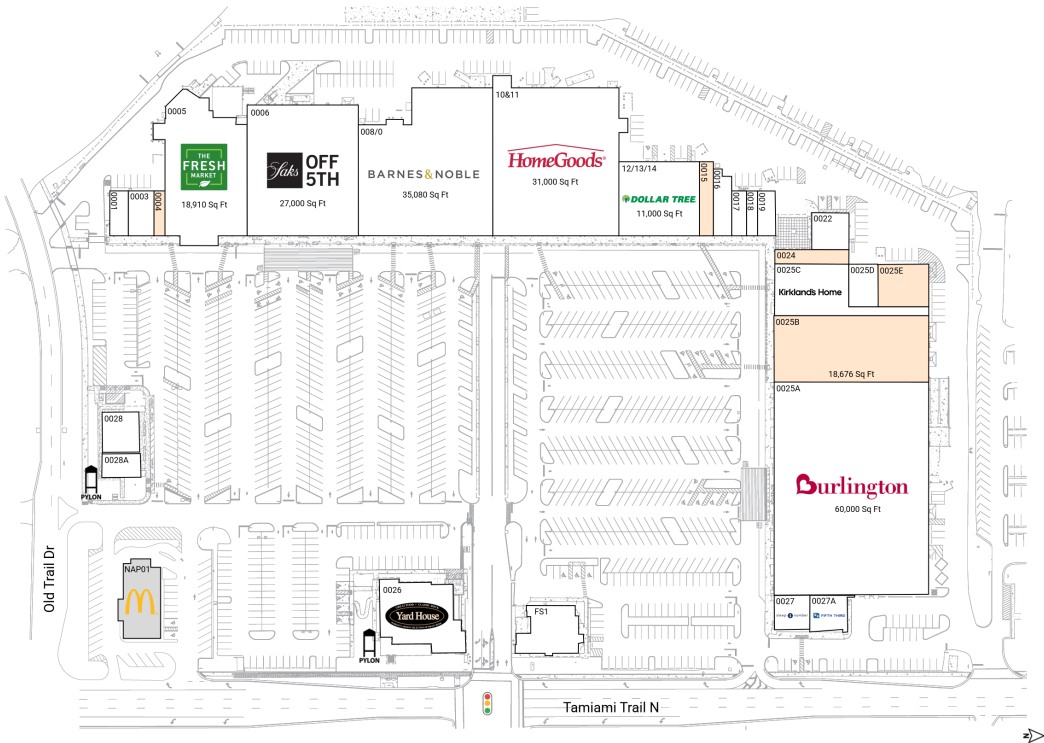 0005
THE
FRESH
MARKET
18,910 Sq Ft
0001
0003
0004
0006
Saks
OFF
5TH
27,000 Sq Ft
008/0
BARNES&NOBLE
35,080 Sq Ft
10&11
HomeGoods
31,000 Sq Ft
12/13/14
DOLLAR TREE
11,000 Sq Ft
0015
0016
0017
0018
0019
0022
0024
0025C
Kirkland's Home
0025D
0025E
0025B
18,676 Sq Ft
0025A
Burlington
60,000 Sq Ft
0027
0027A
FIFTH THIRD
0028
0028A
PYLON
NAP01
Old Trail Dr
0026
Yard House
PYLON
FS1
Tamiami Trail N
N